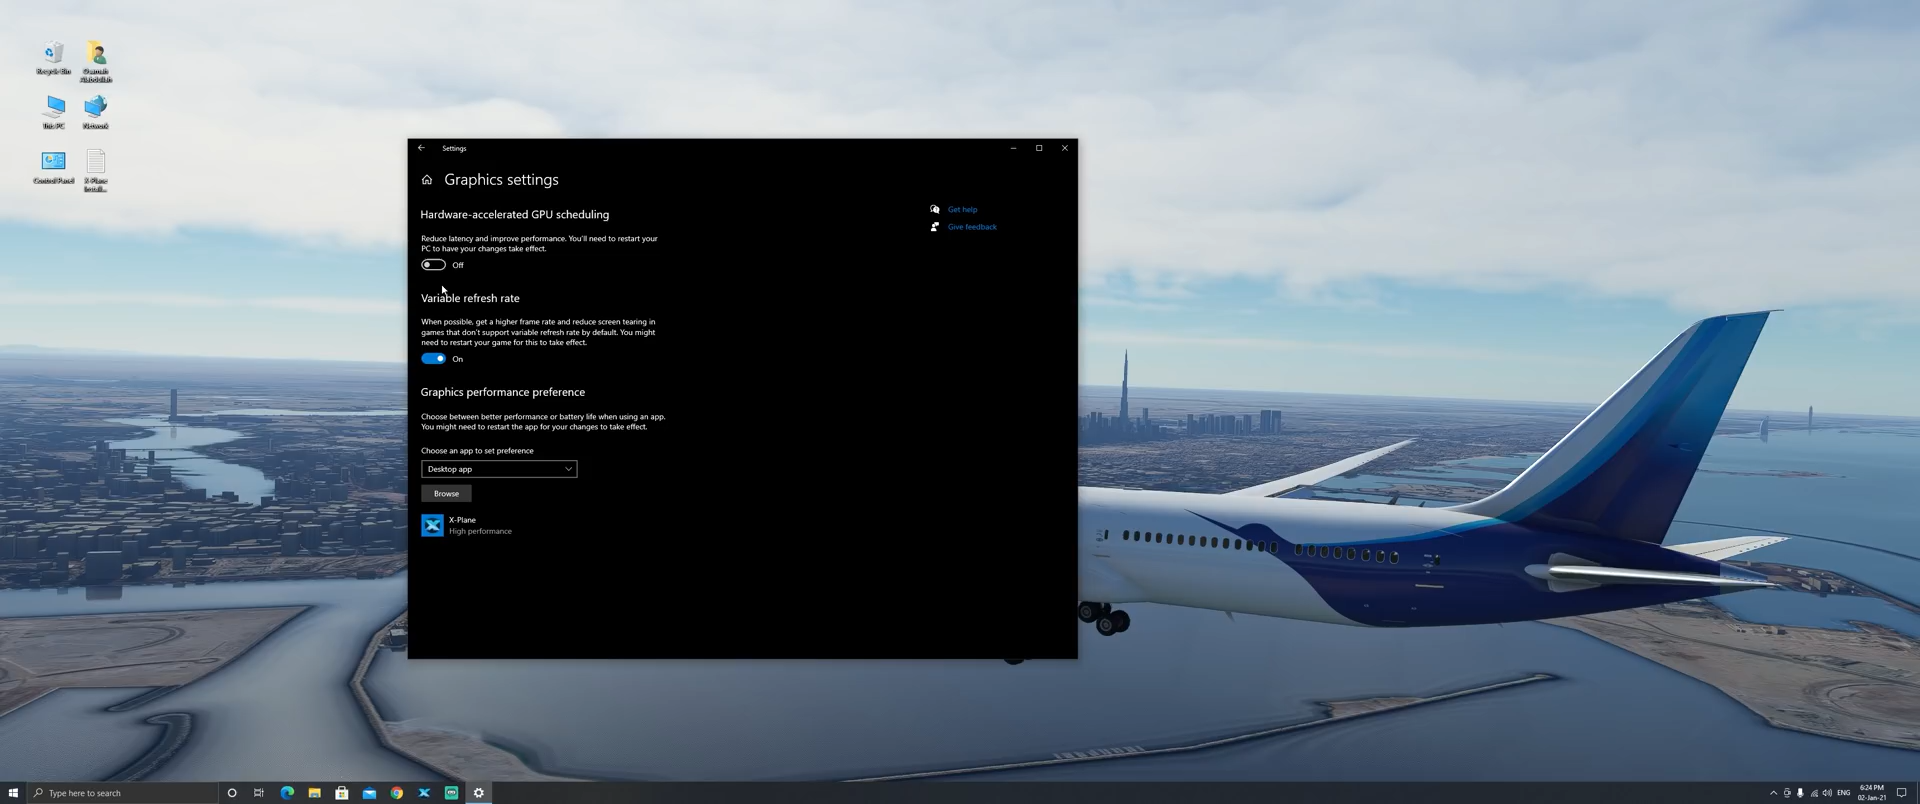 Recycle Bin
Osamah
Alabdullah
This PC
Network
Control Panel
X-Plane
Install...
Settings
Graphics settings
Hardware-accelerated GPU scheduling
Reduce latency and improve performance. You'll need to restart your
PC to have your changes take effect.
Off
Get help
Give feedback
Variable refresh rate
When possible, get a higher frame rate and reduce screen tearing in
games that don't support variable refresh rate by default. You might
need to restart your game for this to take effect.
On
Graphics performance preference
Choose between better performance or battery life when using an app.
You might need to restart the app for your changes to take effect.
Choose an app to set preference
Desktop app
Browse
X-Plane
High performance
Type here to search
ENG
6:24 PM
02-Jan-21